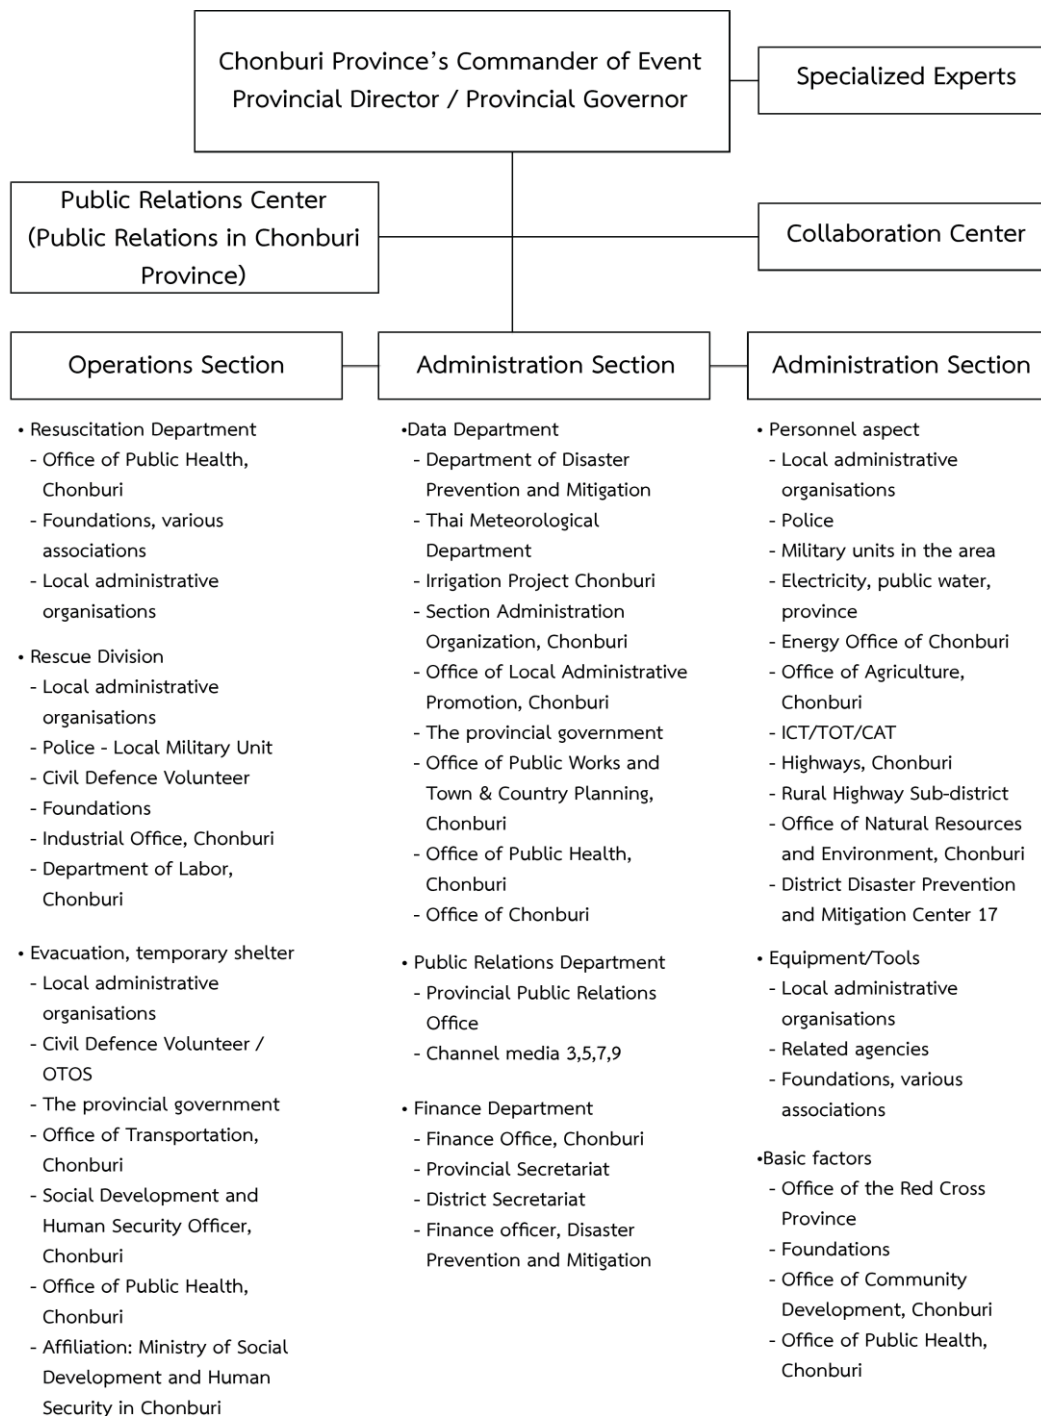 Chonburi Province's Commander of Event
Provincial Director / Provincial Governor
Specialized Experts
Public Relations Center
(Public Relations in Chonburi
Province)
Collaboration Center
Operations Section
Administration Section
Administration Section
• Resuscitation Department
- Office of Public Health,
Chonburi
- Foundations, various
associations
- Local administrative
organisations
• Rescue Division
- Local administrative
organisations
- Police - Local Military Unit
- Civil Defence Volunteer
- Foundations
- Industrial Office, Chonburi
- Department of Labor,
Chonburi
• Evacuation, temporary shelter
- Local administrative
organisations
- Civil Defence Volunteer /
OTOS
- The provincial government
- Office of Transportation,
Chonburi
- Social Development and
Human Security Officer,
Chonburi
- Office of Public Health,
Chonburi
- Affiliation: Ministry of Social
Development and Human
Security in Chonburi
•Data Department
- Department of Disaster
Prevention and Mitigation
- Thai Meteorological
Department
- Irrigation Project Chonburi
- Section Administration
Organization, Chonburi
- Office of Local Administrative
Promotion, Chonburi
- The provincial government
- Office of Public Works and
Town & Country Planning,
Chonburi
- Office of Public Health,
Chonburi
- Office of Chonburi
• Public Relations Department
- Provincial Public Relations
Office
- Channel media 3,5,7,9
• Finance Department
- Finance Office, Chonburi
- Provincial Secretariat
- District Secretariat
- Finance officer, Disaster
Prevention and Mitigation
• Personnel aspect
- Local administrative
organisations
- Police
- Military units in the area
- Electricity, public water,
province
- Energy Office of Chonburi
- Office of Agriculture,
Chonburi
- ICT/TOT/CAT
- Highways, Chonburi
- Rural Highway Sub-district
- Office of Natural Resources
and Environment, Chonburi
- District Disaster Prevention
and Mitigation Center 17
• Equipment/Tools
- Local administrative
organisations
- Related agencies
- Foundations, various
associations
•Basic factors
- Office of the Red Cross
Province
- Foundations
- Office of Community
Development, Chonburi
- Office of Public Health,
Chonburi